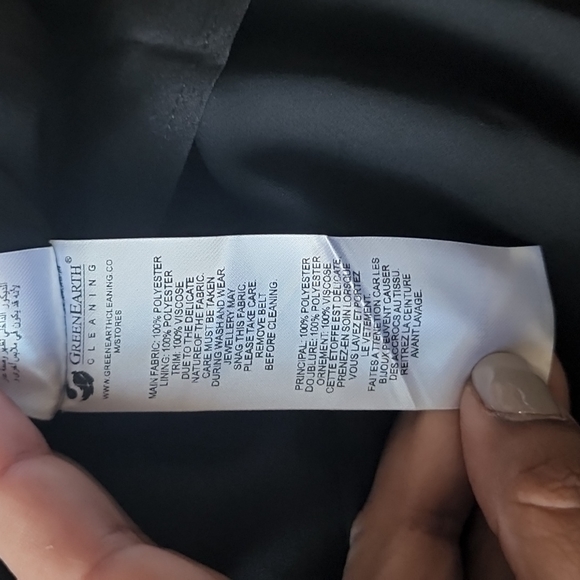 GREENEARTH®
CLEANING
WWW.GREENEARTHCLEANING.CO
M/STORES
MAIN FABRIC: 100% POLYESTER
LINING: 100% POLYESTER
TRIM: 100% VISCOSE
DUE TO THE DELICATE
NATURE OF THE FABRIC.
CARE MUST BE TAKEN
DURING WASH AND WEAR
JEWELLERY MAY
SNAG THIS FABRIC.
PLEASE TAKE CARE.
REMOVE BELT
BEFORE CLEANING.
PRINCIPAL: 100% POLYESTER
DOUBLURE: 100% POLYESTER
ORNEMENT: 100% VISCOSE
CETTE ETOFFE EST DELICATE,
PRENEZ-EN SOIN LORSQUE
VOUS LAVEZ ET PORTEZ
LE VETEMENT
FAITES ATTENTION CAR LES
BIJOUX PEUVENT CAUSER
DES ACCROCS AU TISSU.
RETIREZ LA CEINTURE
AVANT LAVAGE.